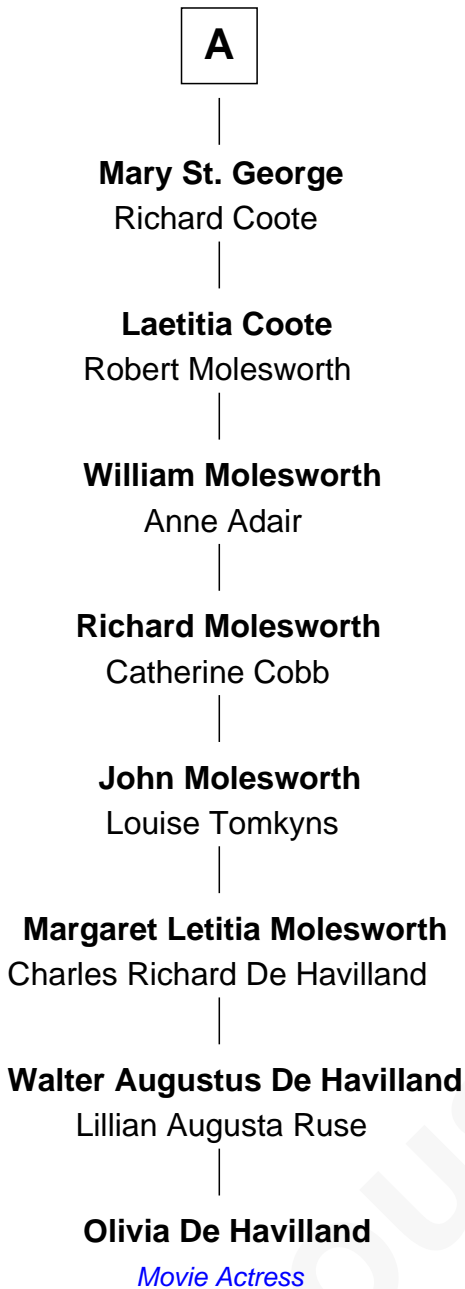 A
Mary St. George
Richard Coote
Laetitia Coote
Robert Molesworth
William Molesworth
Anne Adair
Richard Molesworth
Catherine Cobb
John Molesworth
Louise Tomkyns
Margaret Letitia Molesworth
Charles Richard De Havilland
Walter Augustus De Havilland
Lillian Augusta Ruse
Olivia De Havilland
Movie Actress